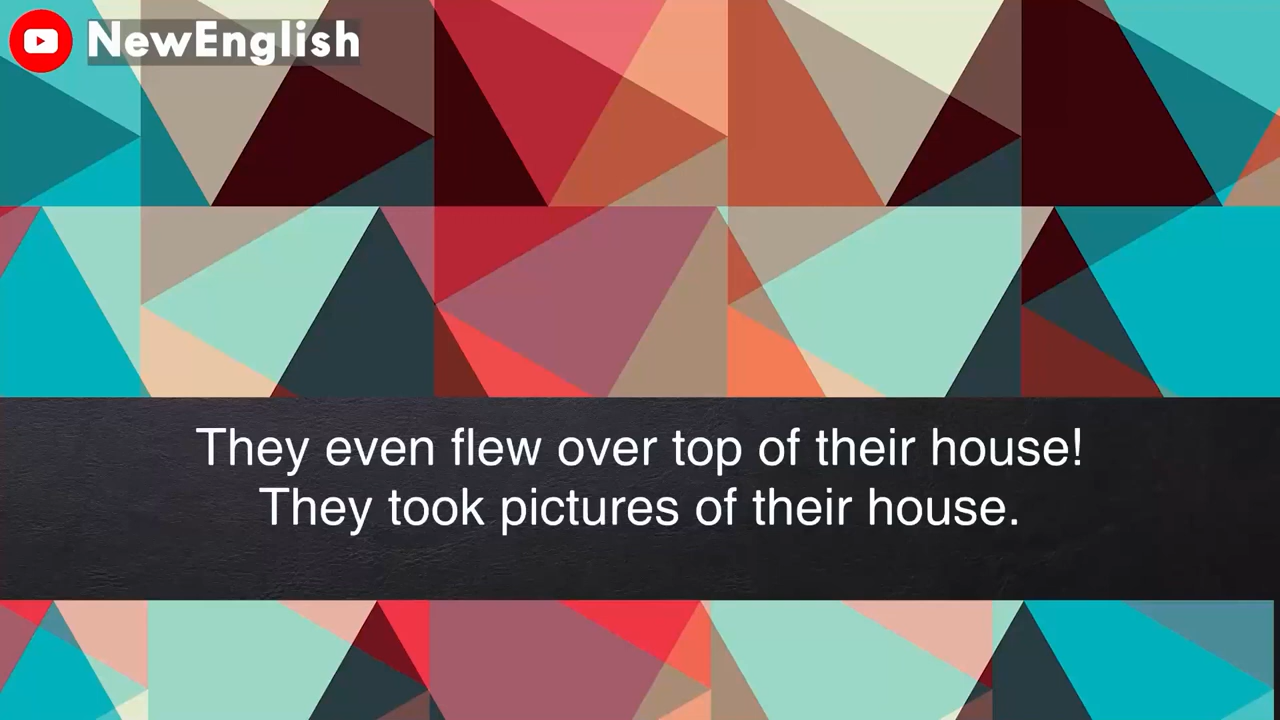 NewEnglish
They even flew over top of their house!
They took pictures of their house.